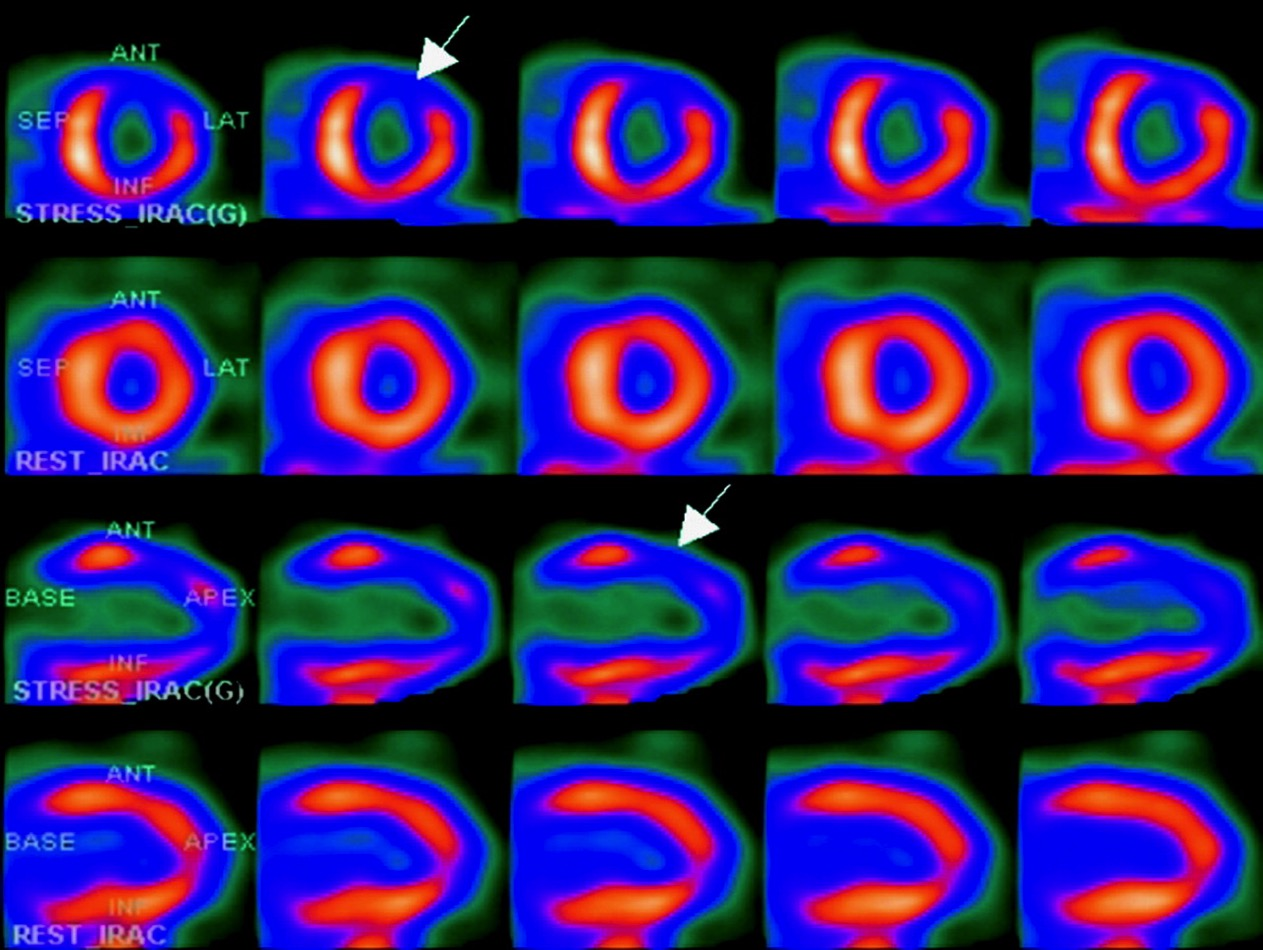 ANT
SEP LAT
INF
STRESS_IRAC(G)
ANT
SEP LAT
INF
REST_IRAC
ANT
BASE APEX
INF
STRESS_IRAC(G)
ANT
BASE APEX
INF
REST_IRAC